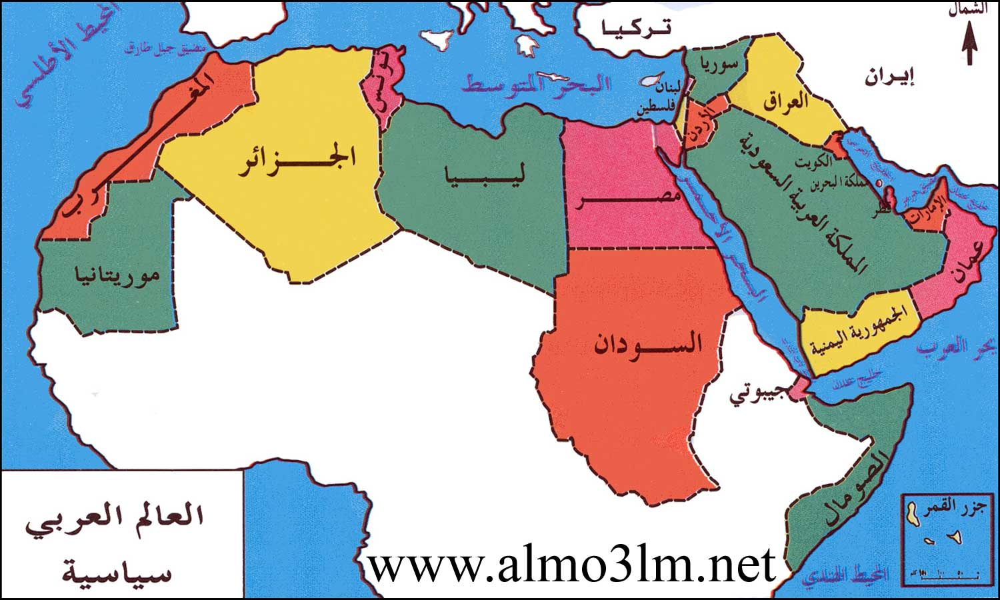 الشمال
المحيط الأطلسي
مضيق جبل طارق
تركيا
إيران
سوريا
البحر المتوسط
لبنان
فلسطين
العراق
الأردن
تونس
المغرب
الجزائر
ليبيا
مصر
الكويت
مملكة البحرين
قطر
الإمارات
المملكة العربية السعودية
البحر الأحمر
عمان
موريتانيا
الجمهورية اليمنية
السودان
بحر العرب
خليج عدن
جيبوتي
الصومال
جزر القمر
المحيط الهندي
العالم العربي
سياسية
www.almo3lm.net